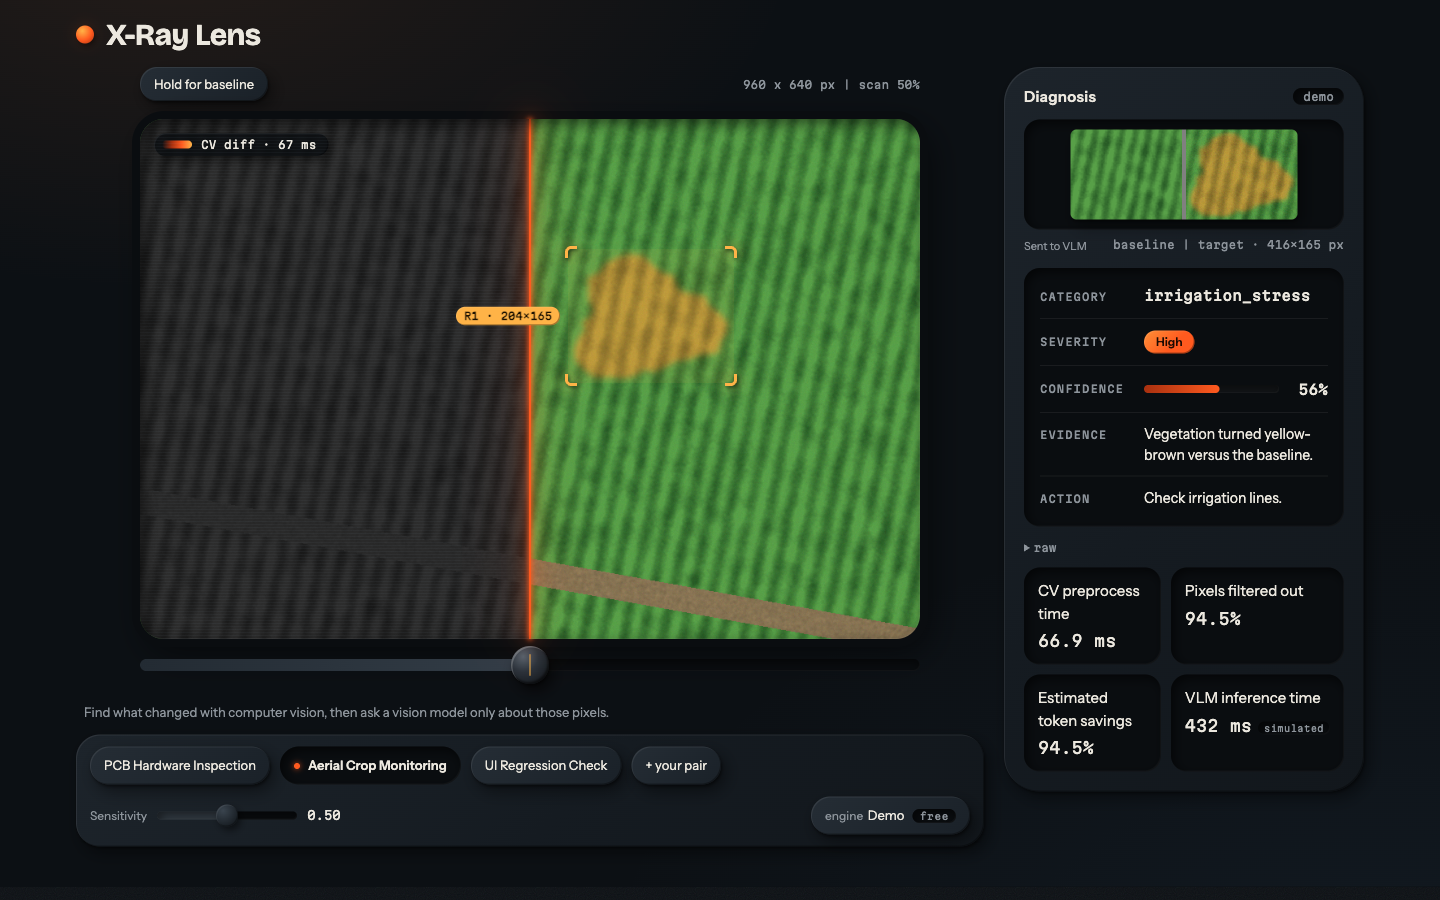 X-Ray Lens
Hold for baseline
960 x 640 px | scan 50%
CV diff · 67 ms
R1 · 204×165
Find what changed with computer vision, then ask a vision model only about those pixels.
PCB Hardware Inspection
Aerial Crop Monitoring
UI Regression Check
+ your pair
Sensitivity
0.50
engine Demo free
Diagnosis
demo
Sent to VLM
baseline | target · 416×165 px
CATEGORY
irrigation_stress
SEVERITY
High
CONFIDENCE
56%
EVIDENCE
Vegetation turned yellow-
brown versus the baseline.
ACTION
Check irrigation lines.
raw
CV preprocess
time
66.9 ms
Pixels filtered out
94.5%
Estimated
token savings
94.5%
VLM inference time
432 ms simulated